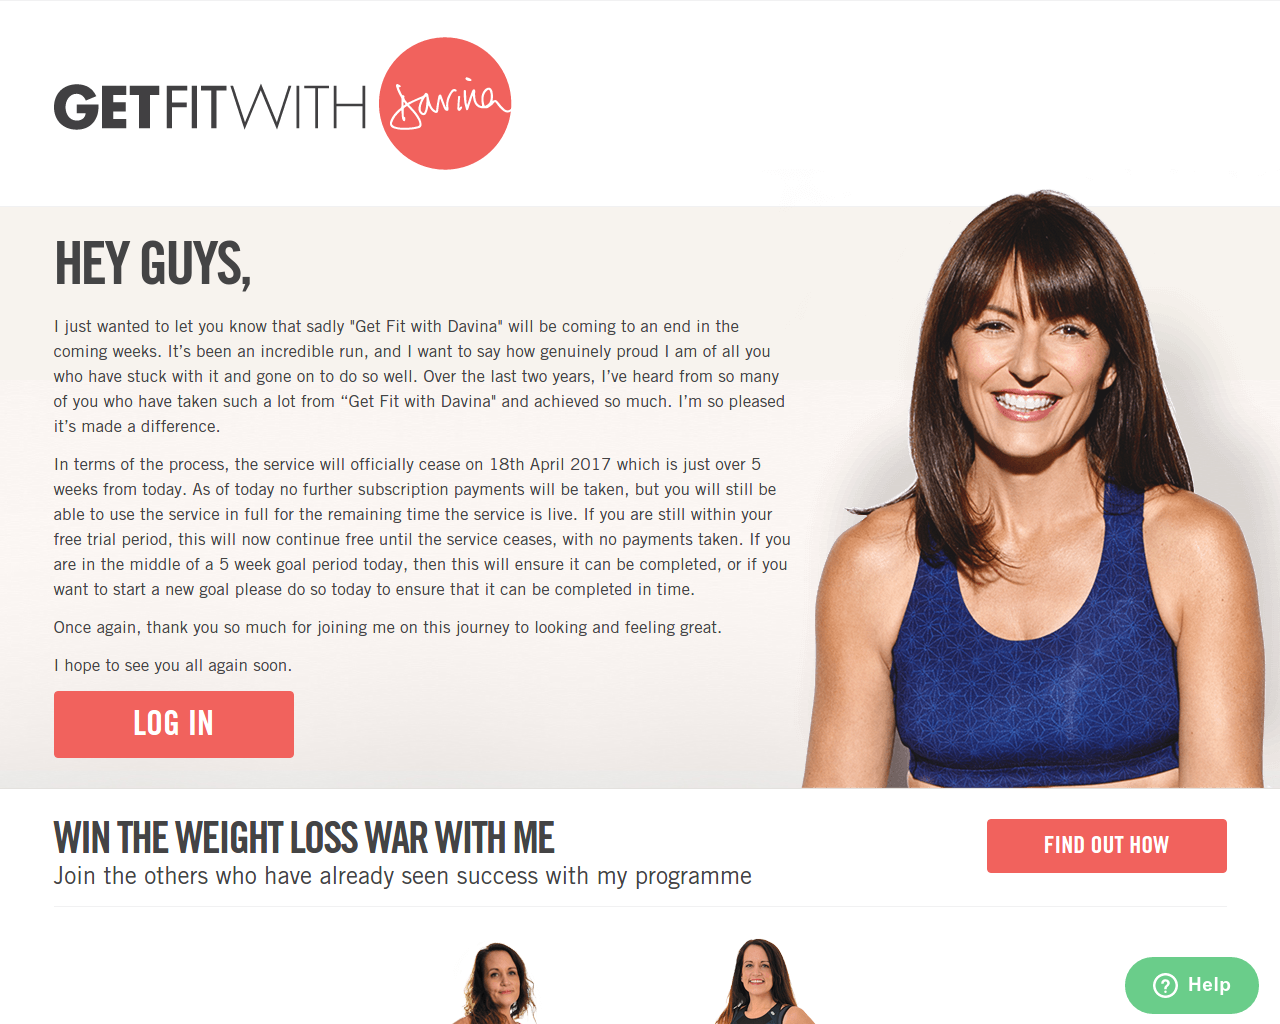 GETFITWITH Davina
HEY GUYS,
I just wanted to let you know that sadly "Get Fit with Davina" will be coming to an end in the
coming weeks. It’s been an incredible run, and I want to say how genuinely proud I am of all you
who have stuck with it and gone on to do so well. Over the last two years, I’ve heard from so many
of you who have taken such a lot from “Get Fit with Davina" and achieved so much. I’m so pleased
it’s made a difference.
In terms of the process, the service will officially cease on 18th April 2017 which is just over 5
weeks from today. As of today no further subscription payments will be taken, but you will still be
able to use the service in full for the remaining time the service is live. If you are still within your
free trial period, this will now continue free until the service ceases, with no payments taken. If you
are in the middle of a 5 week goal period today, then this will ensure it can be completed, or if you
want to start a new goal please do so today to ensure that it can be completed in time.
Once again, thank you so much for joining me on this journey to looking and feeling great.
I hope to see you all again soon.
LOG IN
WIN THE WEIGHT LOSS WAR WITH ME
FIND OUT HOW
Join the others who have already seen success with my programme
Help